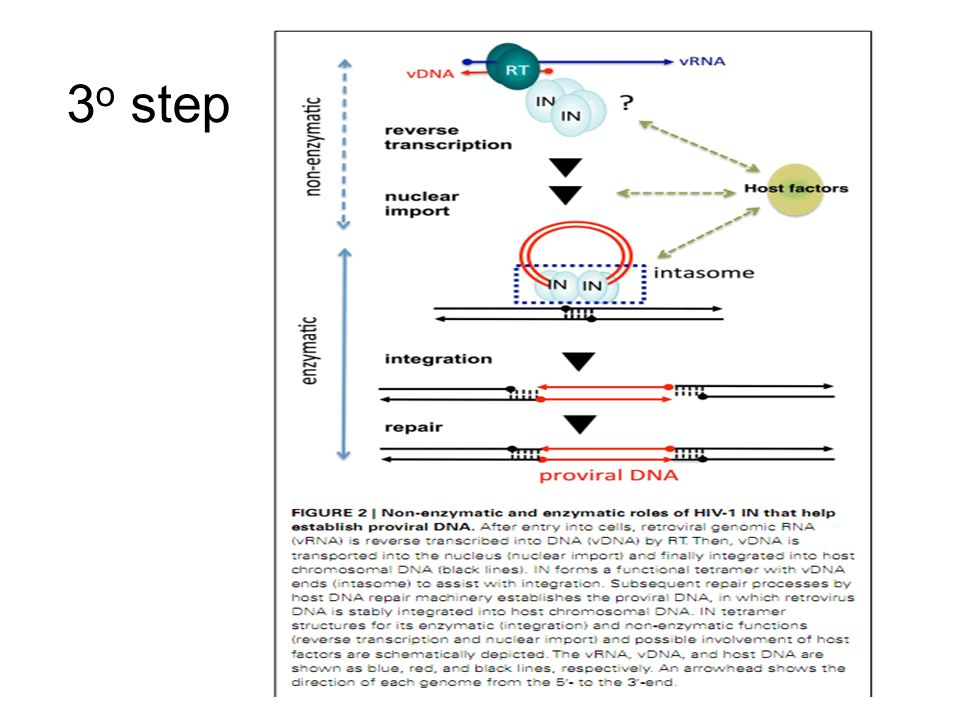 3º step
vDNA
RT
vRNA
IN
IN
?
non-enzymatic
reverse
transcription
Host factors
nuclear
import
intasome
IN
IN
enzymatic
integration
repair
proviral DNA
FIGURE 2 | Non-enzymatic and enzymatic roles of HIV-1 IN that help
establish proviral DNA. After entry into cells, retroviral genomic RNA
(vRNA) is reverse transcribed into DNA (vDNA) by RT. Then, vDNA is
transported into the nucleus (nuclear import) and finally integrated into host
chromosomal DNA (black lines). IN forms a functional tetramer with vDNA
ends (intasome) to assist with integration. Subsequent repair processes by
host DNA repair machinery establishes the proviral DNA, in which retrovirus
DNA is stably integrated into host chromosomal DNA. IN tetramer
structures for its enzymatic (integration) and non-enzymatic functions
(reverse transcription and nuclear import) and possible involvement of host
factors are schematically depicted. The vRNA, vDNA, and host DNA are
shown as blue, red, and black lines, respectively. An arrowhead shows the
direction of each genome from the 5′- to the 3′-end.